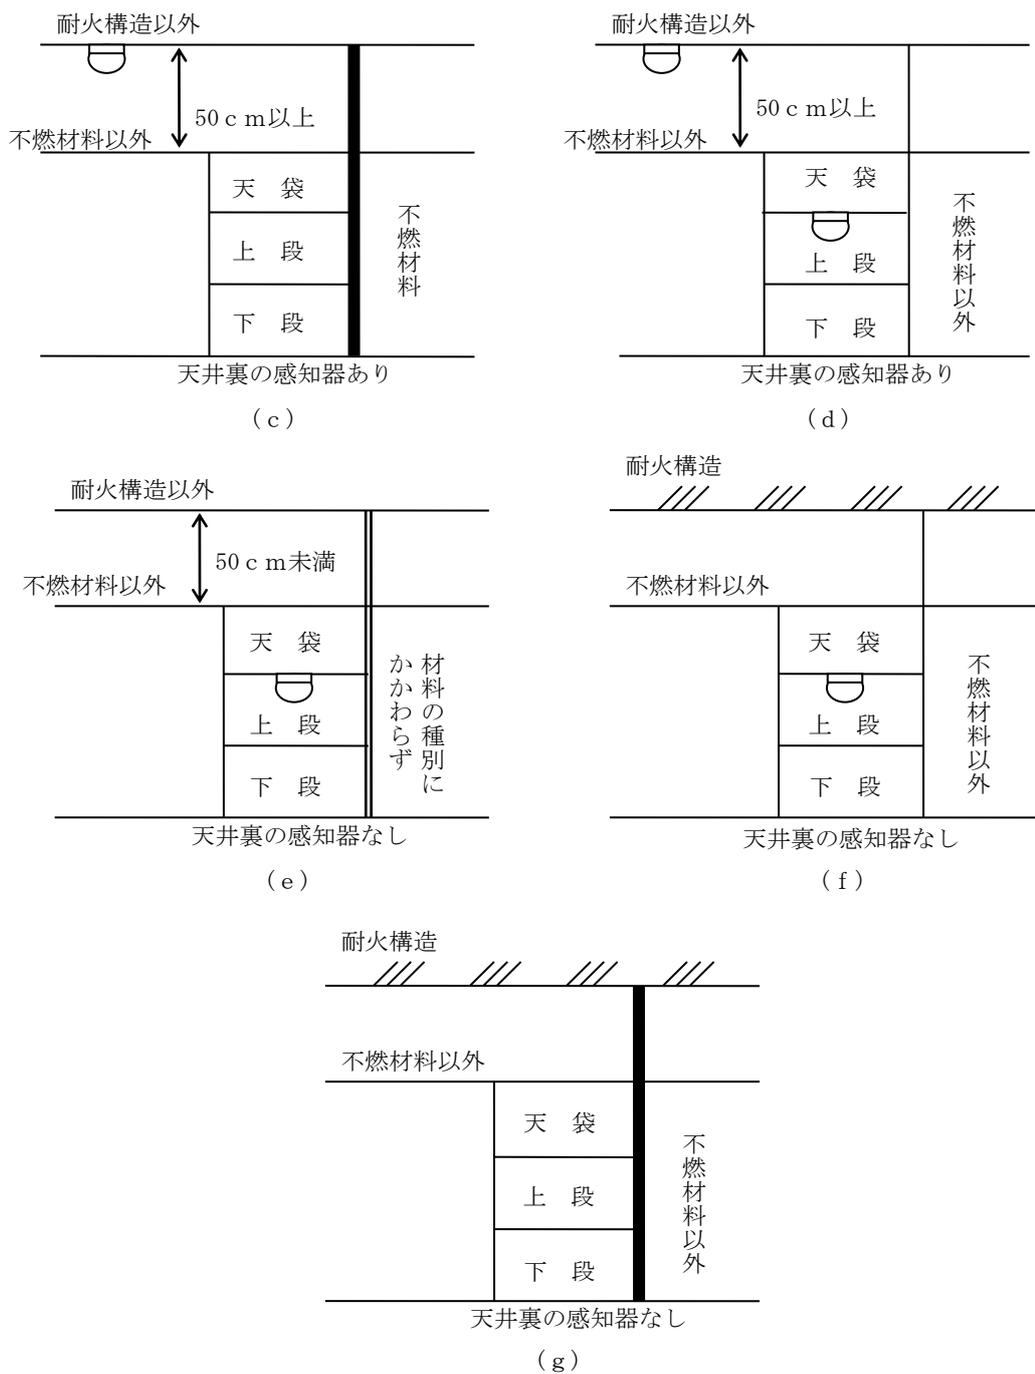 耐火構造以外
50ｃｍ以上
不燃材料以外
天　袋
上　段
下　段
不燃材料
天井裏の感知器あり
（ｃ）
耐火構造以外
50ｃｍ以上
不燃材料以外
天　袋
上　段
下　段
不燃材料以外
天井裏の感知器あり
（ｄ）
耐火構造以外
50ｃｍ未満
不燃材料以外
天　袋
上　段
下　段
材料の種別に
かかわらず
天井裏の感知器なし
（ｅ）
耐火構造
不燃材料以外
天　袋
上　段
下　段
不燃材料以外
天井裏の感知器なし
（ｆ）
耐火構造
不燃材料以外
天　袋
上　段
下　段
不燃材料以外
天井裏の感知器なし
（ｇ）